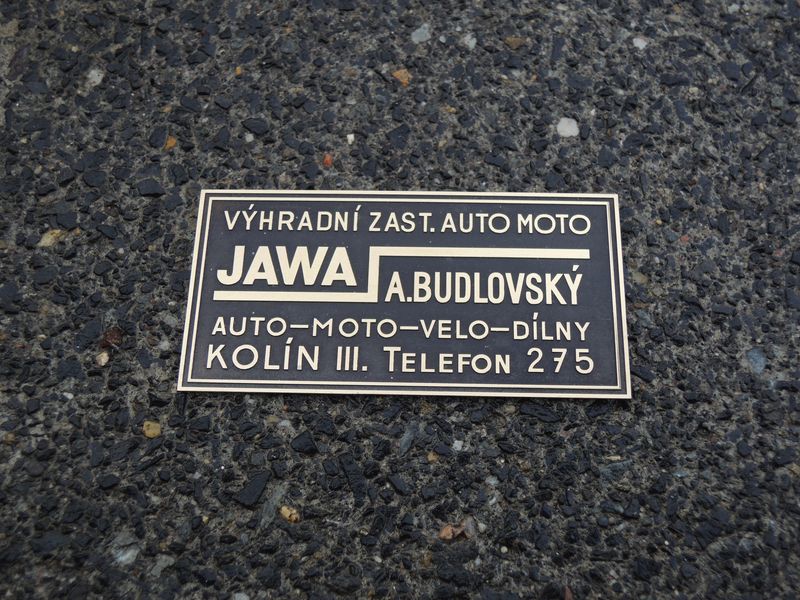 VÝHRADNÍ ZAST. AUTO MOTO
JAWA A.BUDLOVSKÝ
AUTO–MOTO–VELO–DÍLNY
KOLÍN III. TELEFON 275